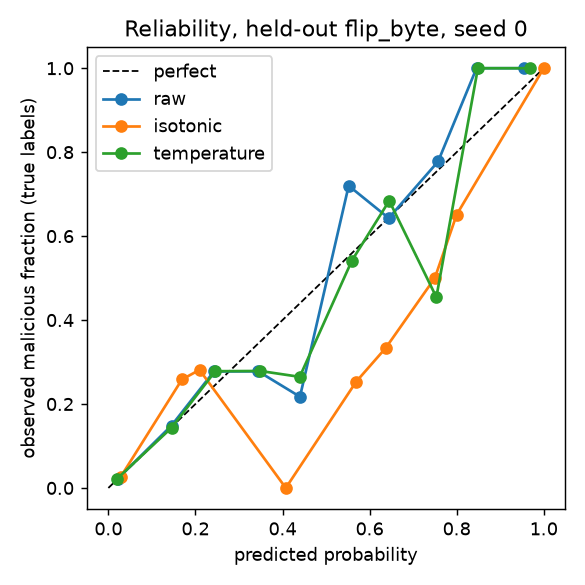 Reliability, held-out flip_byte, seed 0
perfect
raw
isotonic
temperature
observed malicious fraction (true labels)
1.0
0.8
0.6
0.4
0.2
0.0
0.0 0.2 0.4 0.6 0.8 1.0
predicted probability